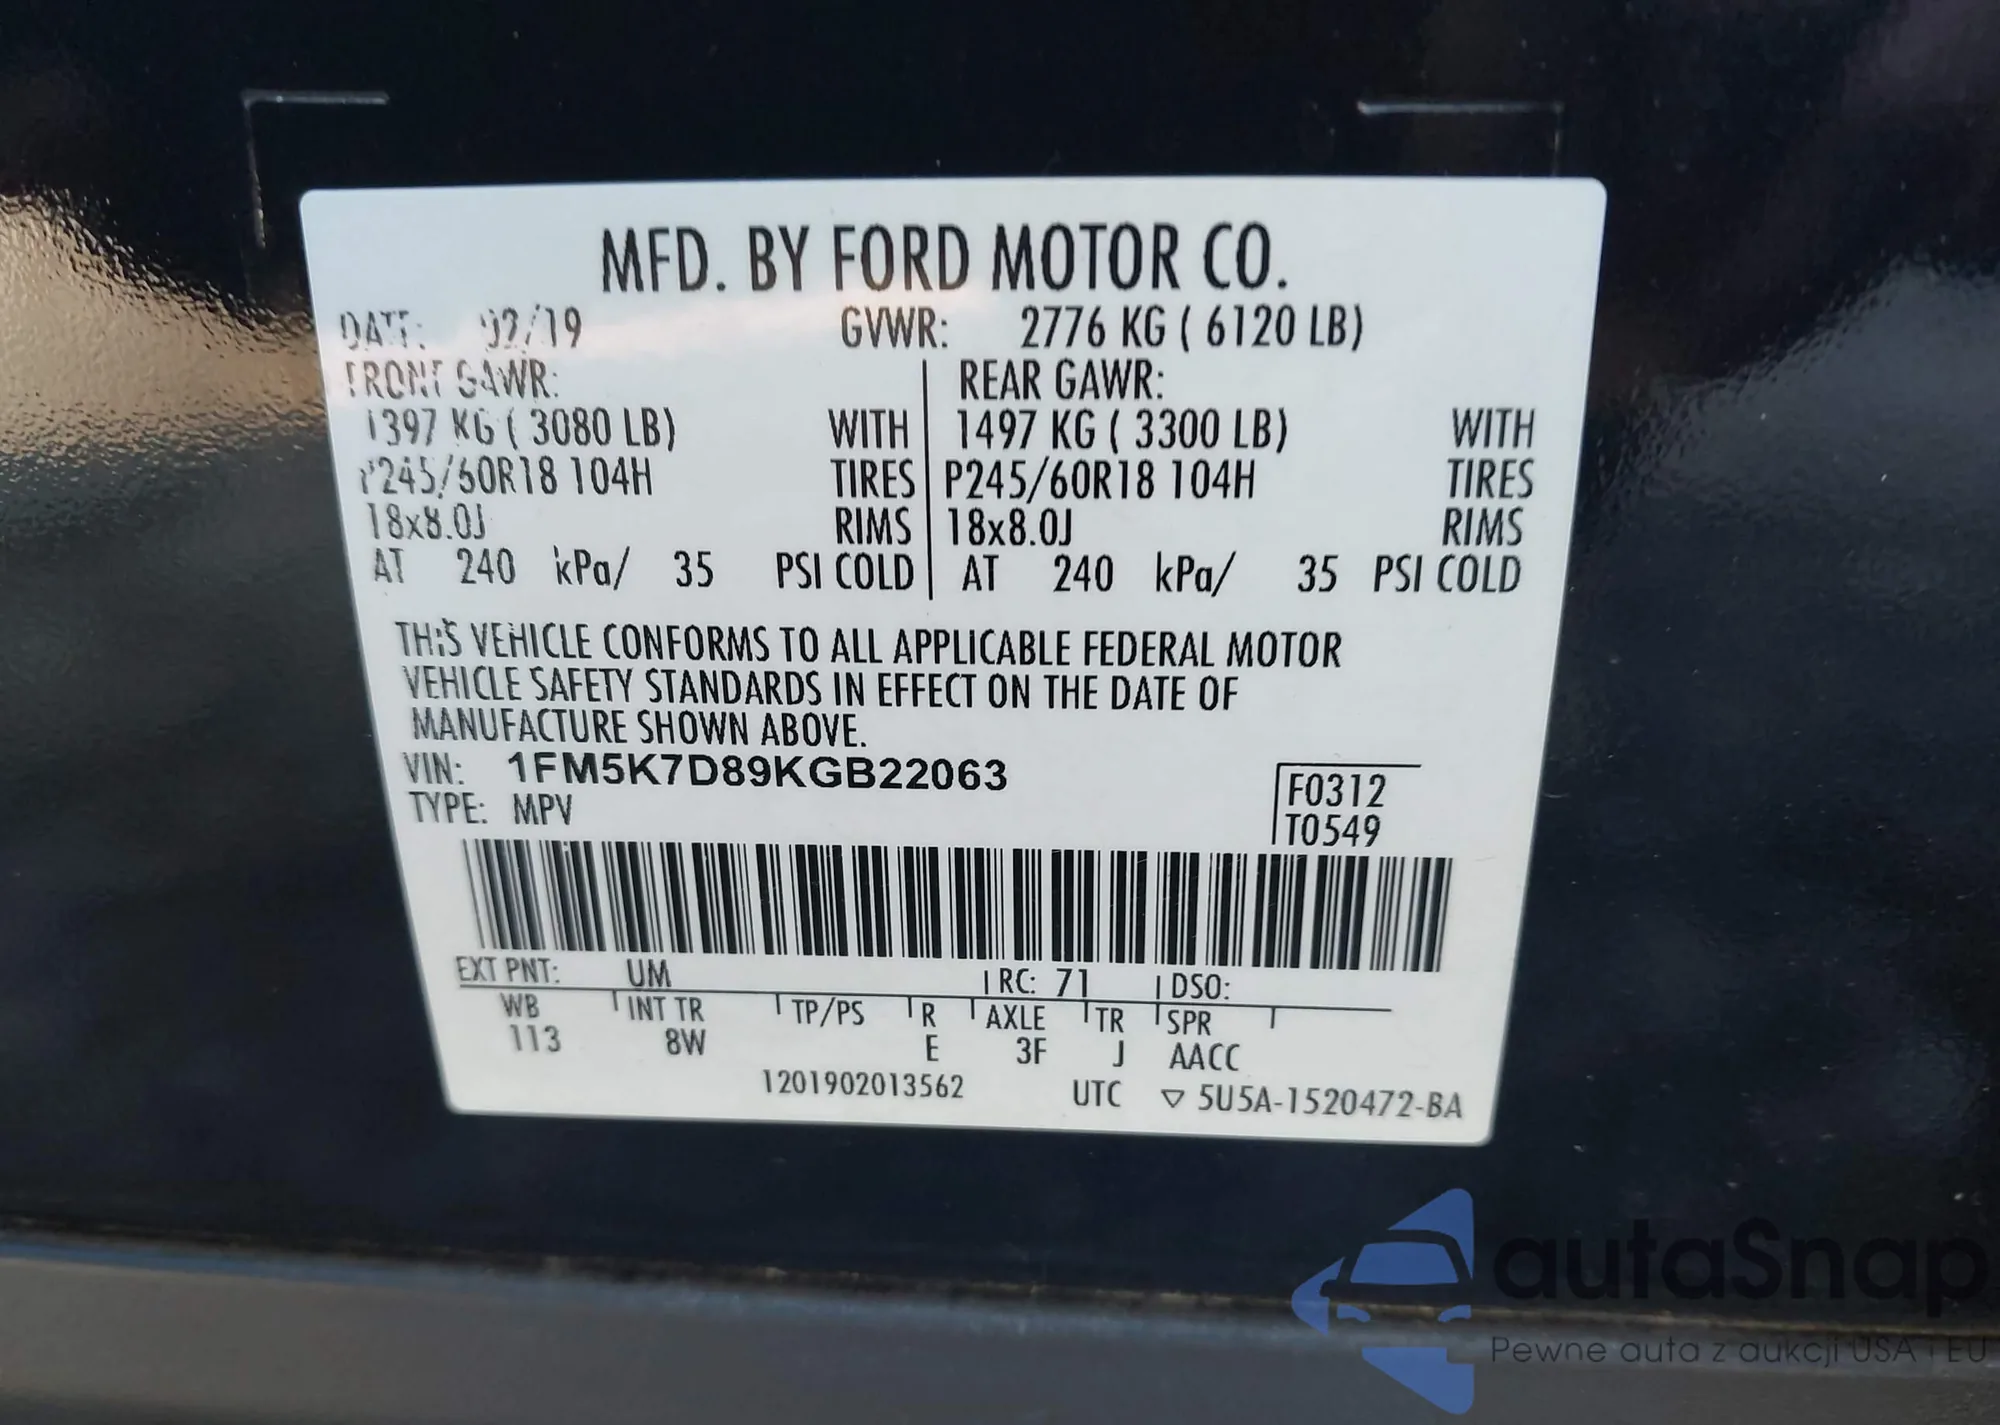 MFD. BY FORD MOTOR CO.
DATE: 02/19 GVWR: 2776 KG ( 6120 LB)
FRONT GAWR: REAR GAWR:
1397 KG ( 3080 LB) WITH 1497 KG ( 3300 LB) WITH
P245/60R18 104H TIRES P245/60R18 104H TIRES
18x8.0J RIMS 18x8.0J RIMS
AT 240 kPa/ 35 PSI COLD AT 240 kPa/ 35 PSI COLD
THIS VEHICLE CONFORMS TO ALL APPLICABLE FEDERAL MOTOR
VEHICLE SAFETY STANDARDS IN EFFECT ON THE DATE OF
MANUFACTURE SHOWN ABOVE.
VIN: 1FM5K7D89KGB22063
TYPE: MPV
F0312
T0549
EXT PNT: UM RC: 71 DSO:
WB INT TR TP/PS R AXLE TR SPR
113 8W E 3F J AACC
1201902013562 UTC ▽ 5U5A-1520472-BA
autaSnap
Pewne auta z aukcji USA i EU